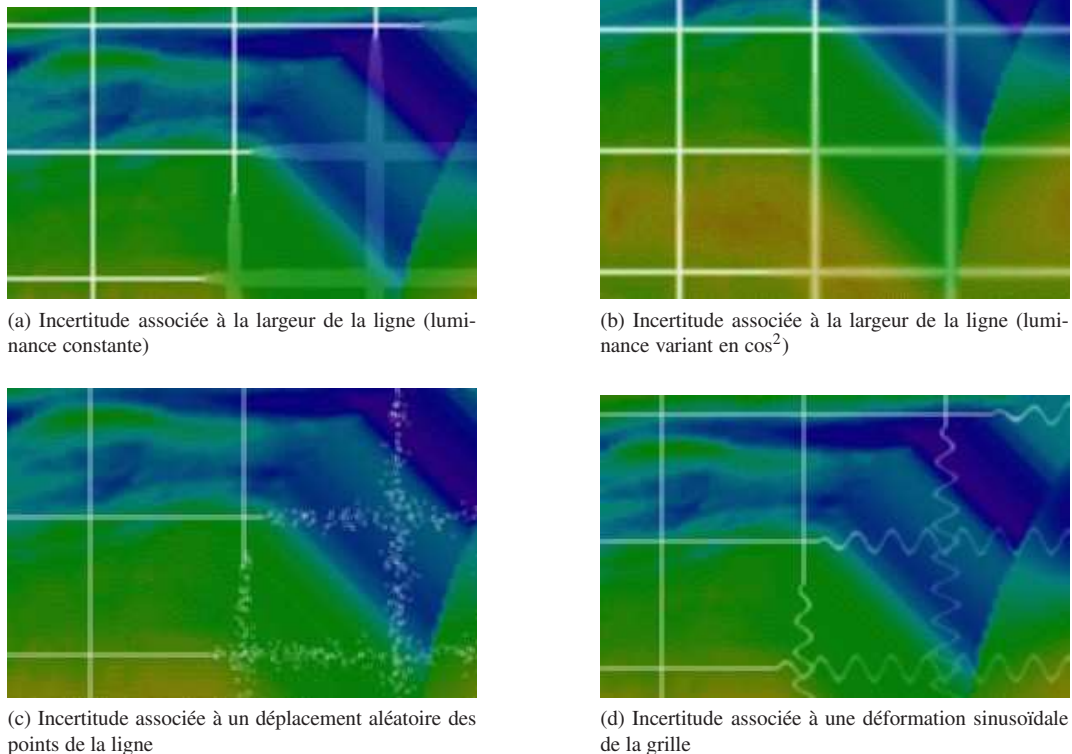 (a) Incertitude associée à la largeur de la ligne (lumi-
nance constante)
(b) Incertitude associée à la largeur de la ligne (lumi-
nance variant en cos²)
(c) Incertitude associée à un déplacement aléatoire des
points de la ligne
(d) Incertitude associée à une déformation sinusoïdale
de la grille